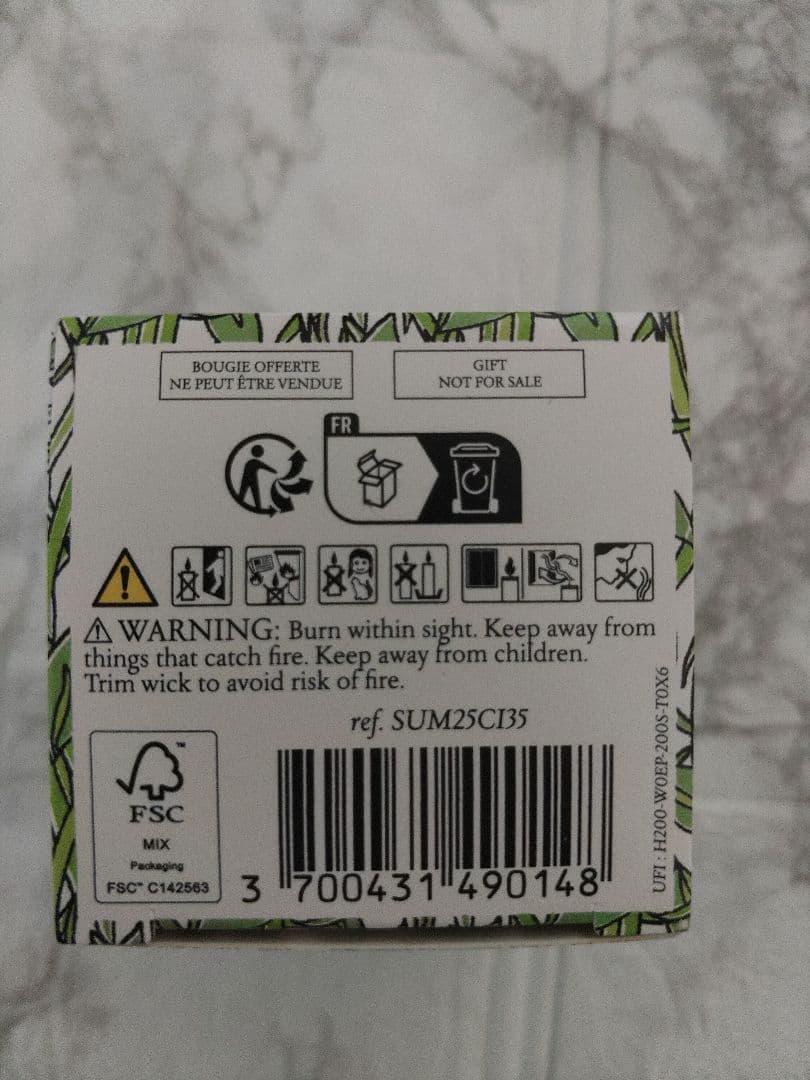 BOUGIE OFFERTE
NE PEUT ÊTRE VENDUE
GIFT
NOT FOR SALE
FR
⚠ WARNING: Burn within sight. Keep away from
things that catch fire. Keep away from children.
Trim wick to avoid risk of fire.
ref. SUM25CI35
FSC
MIX
Packaging
FSC™ C142563
3 700431 490148
UFI : H200-W0EP-200S-T0X6